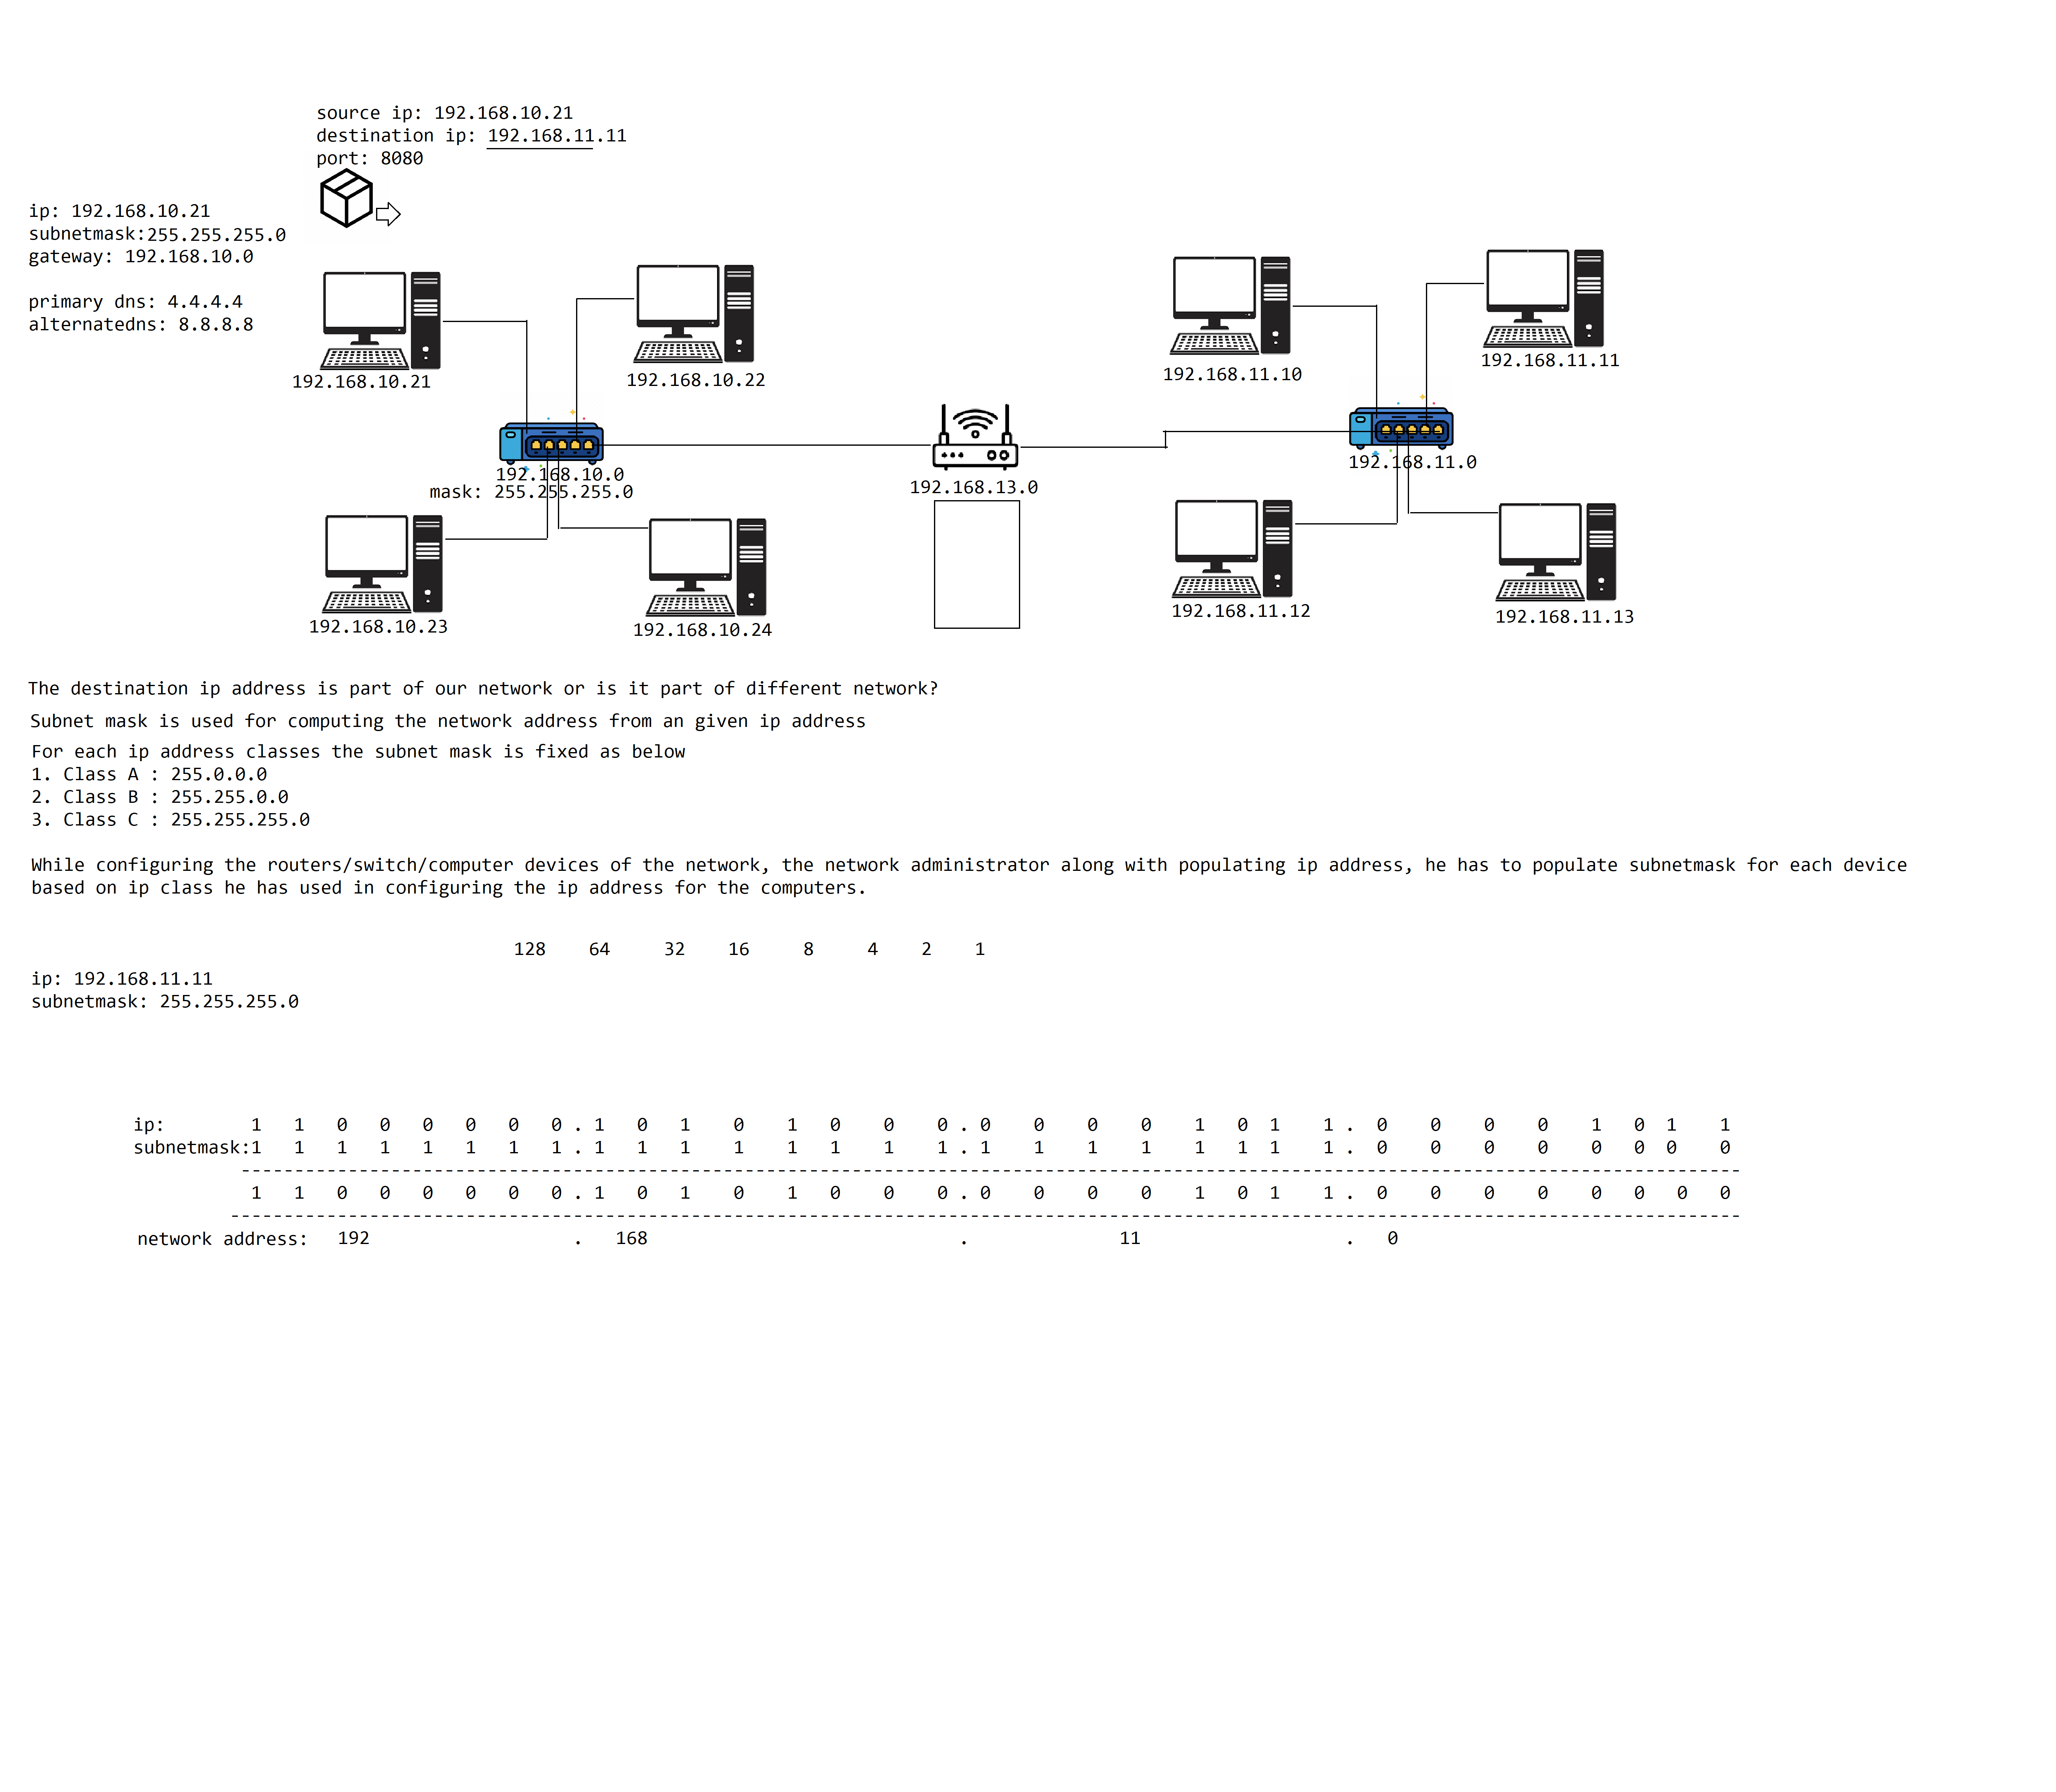 source ip: 192.168.10.21
destination ip: 192.168.11.11
port: 8080
ip: 192.168.10.21
subnetmask:255.255.255.0
gateway: 192.168.10.0
primary dns: 4.4.4.4
alternatedns: 8.8.8.8
192.168.10.21
192.168.10.22
192.168.11.10
192.168.11.11
192.168.10.0
mask: 255.255.255.0
192.168.13.0
192.168.11.0
192.168.10.23
192.168.10.24
192.168.11.12
192.168.11.13
The destination ip address is part of our network or is it part of different network?
Subnet mask is used for computing the network address from an given ip address
For each ip address classes the subnet mask is fixed as below
1. Class A : 255.0.0.0
2. Class B : 255.255.0.0
3. Class C : 255.255.255.0
While configuring the routers/switch/computer devices of the network, the network administrator along with populating ip address, he has to populate subnetmask for each device
based on ip class he has used in configuring the ip address for the computers.
128 64 32 16 8 4 2 1
ip: 192.168.11.11
subnetmask: 255.255.255.0
ip: 1 1 0 0 0 0 0 0 . 1 0 1 0 1 0 0 0 . 0 0 0 0 1 0 1 1 . 0 0 0 0 1 0 1 1
subnetmask:1 1 1 1 1 1 1 1 . 1 1 1 1 1 1 1 1 . 1 1 1 1 1 1 1 1 . 0 0 0 0 0 0 0 0
1 1 0 0 0 0 0 0 . 1 0 1 0 1 0 0 0 . 0 0 0 0 1 0 1 1 . 0 0 0 0 0 0 0 0
network address: 192 . 168 . 11 . 0